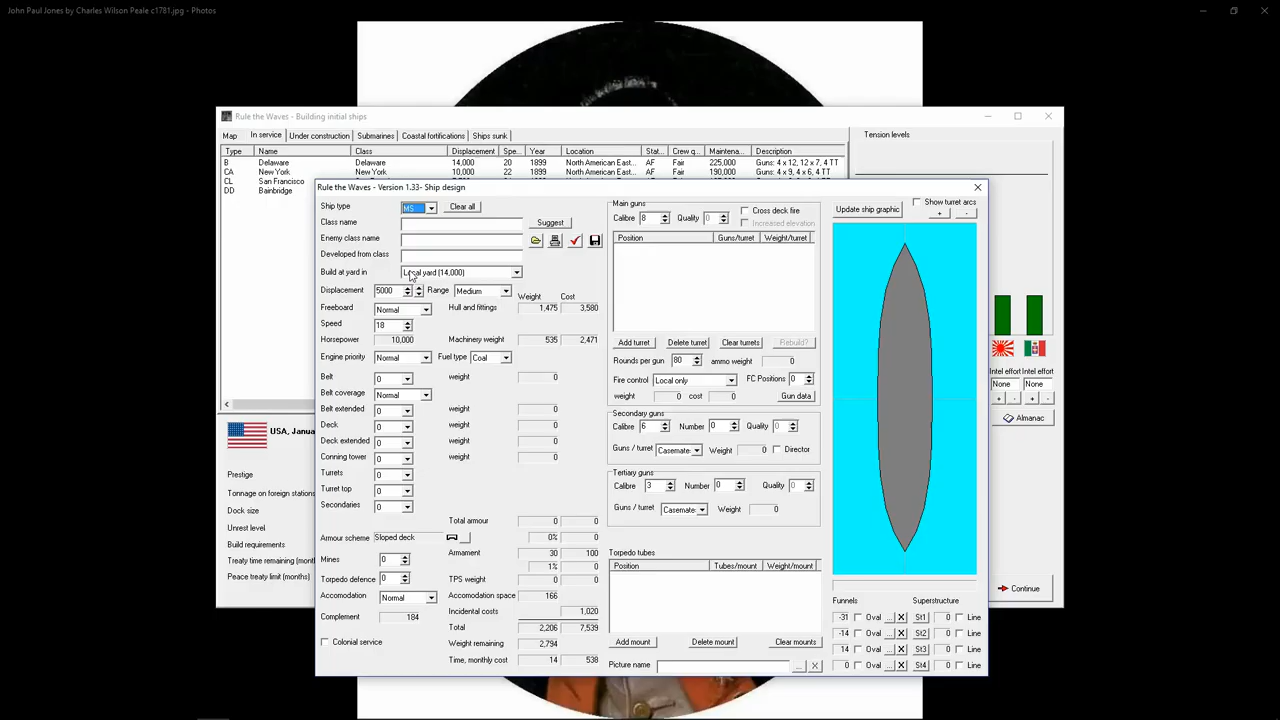 John Paul Jones by Charles Wilson Peale c1781.jpg - Photos
Rule the Waves - Building initial ships
Map In service Under construction Submarines Coastal fortifications Ships sunk
Tension levels
Type Name Class Displacement Spe... Year Location Stat... Crew q... Maintena... Description
B Delaware Delaware 14,000 20 1899 North American East... AF Fair 225,000 Guns: 4 x 12, 12 x 7, 4 TT
CA New York New York 10,000 22 1899 North American East... AF Fair 190,000 Guns: 4 x 9, 4 x 6, 4 TT
CL San Francisco
DD Bainbridge
Rule the Waves - Version 1.33- Ship design
Ship type MS Clear all
Class name Suggest
Enemy class name
Developed from class
Build at yard in Local yard (14,000)
Displacement 5000 Range Medium
Weight Cost
Freeboard Normal Hull and fittings 1,475 3,580
Speed 18
Horsepower 10,000 Machinery weight 535 2,471
Engine priority Normal Fuel type Coal
Belt 0 weight 0
Belt coverage Normal
Belt extended 0 weight 0
Deck 0 weight 0
Deck extended 0 weight 0
Conning tower 0 weight 0
Turrets 0
Turret top 0
Secondaries 0
Total armour 0 0
Armour scheme Sloped deck 0% 0
Armament 30 100
Mines 0 1% 0
Torpedo defence 0 TPS weight 0 0
Accomodation Normal Accomodation space 166
Incidental costs 1,020
Complement 184
Total 2,206 7,539
Colonial service Weight remaining 2,794
Time, monthly cost 14 538
Main guns
Calibre 8 Quality 0 Cross deck fire
Increased elevation
Position Guns/turret Weight/turret
Add turret Delete turret Clear turrets Rebuild?
Rounds per gun 80 ammo weight 0
Fire control Local only FC Positions 0
weight 0 cost 0 Gun data
Secondary guns
Calibre 6 Number 0 Quality 0
Guns / turret Casemate Weight 0 Director
Tertiary guns
Calibre 3 Number 0 Quality 0
Guns / turret Casemate Weight 0
Torpedo tubes
Position Tubes/mount Weight/mount
Add mount Delete mount Clear mounts
Picture name ... X
Update ship graphic Show turret arcs
+ -
Funnels Superstructure
-31 Oval ... X St1 0 Line
-14 Oval ... X St2 0 Line
14 Oval ... X St3 0 Line
0 Oval ... X St4 0 Line
Intel effort Intel effort
None None
+ - + -
Almanac
Continue
USA, Janua
Prestige
Tonnage on foreign stations
Dock size
Unrest level
Build requirements
Treaty time remaining (mont
Peace treaty limit (months)